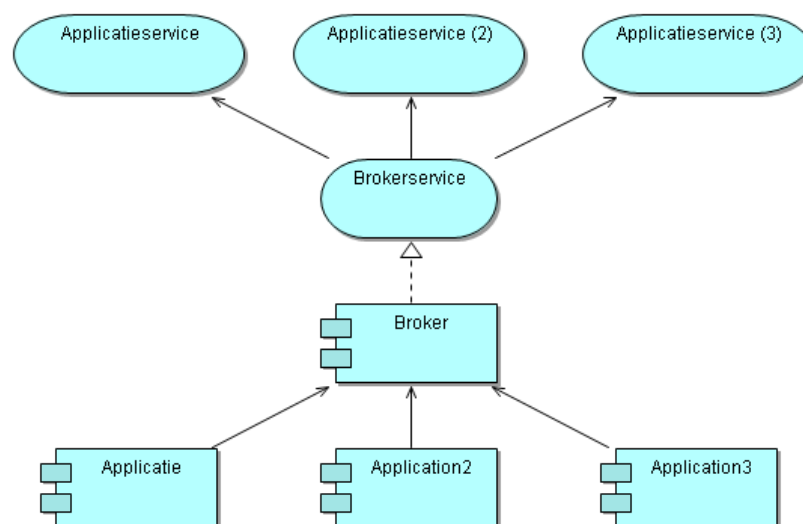 Applicatieservice
Applicatieservice (2)
Applicatieservice (3)
Brokerservice
Broker
Applicatie
Application2
Application3